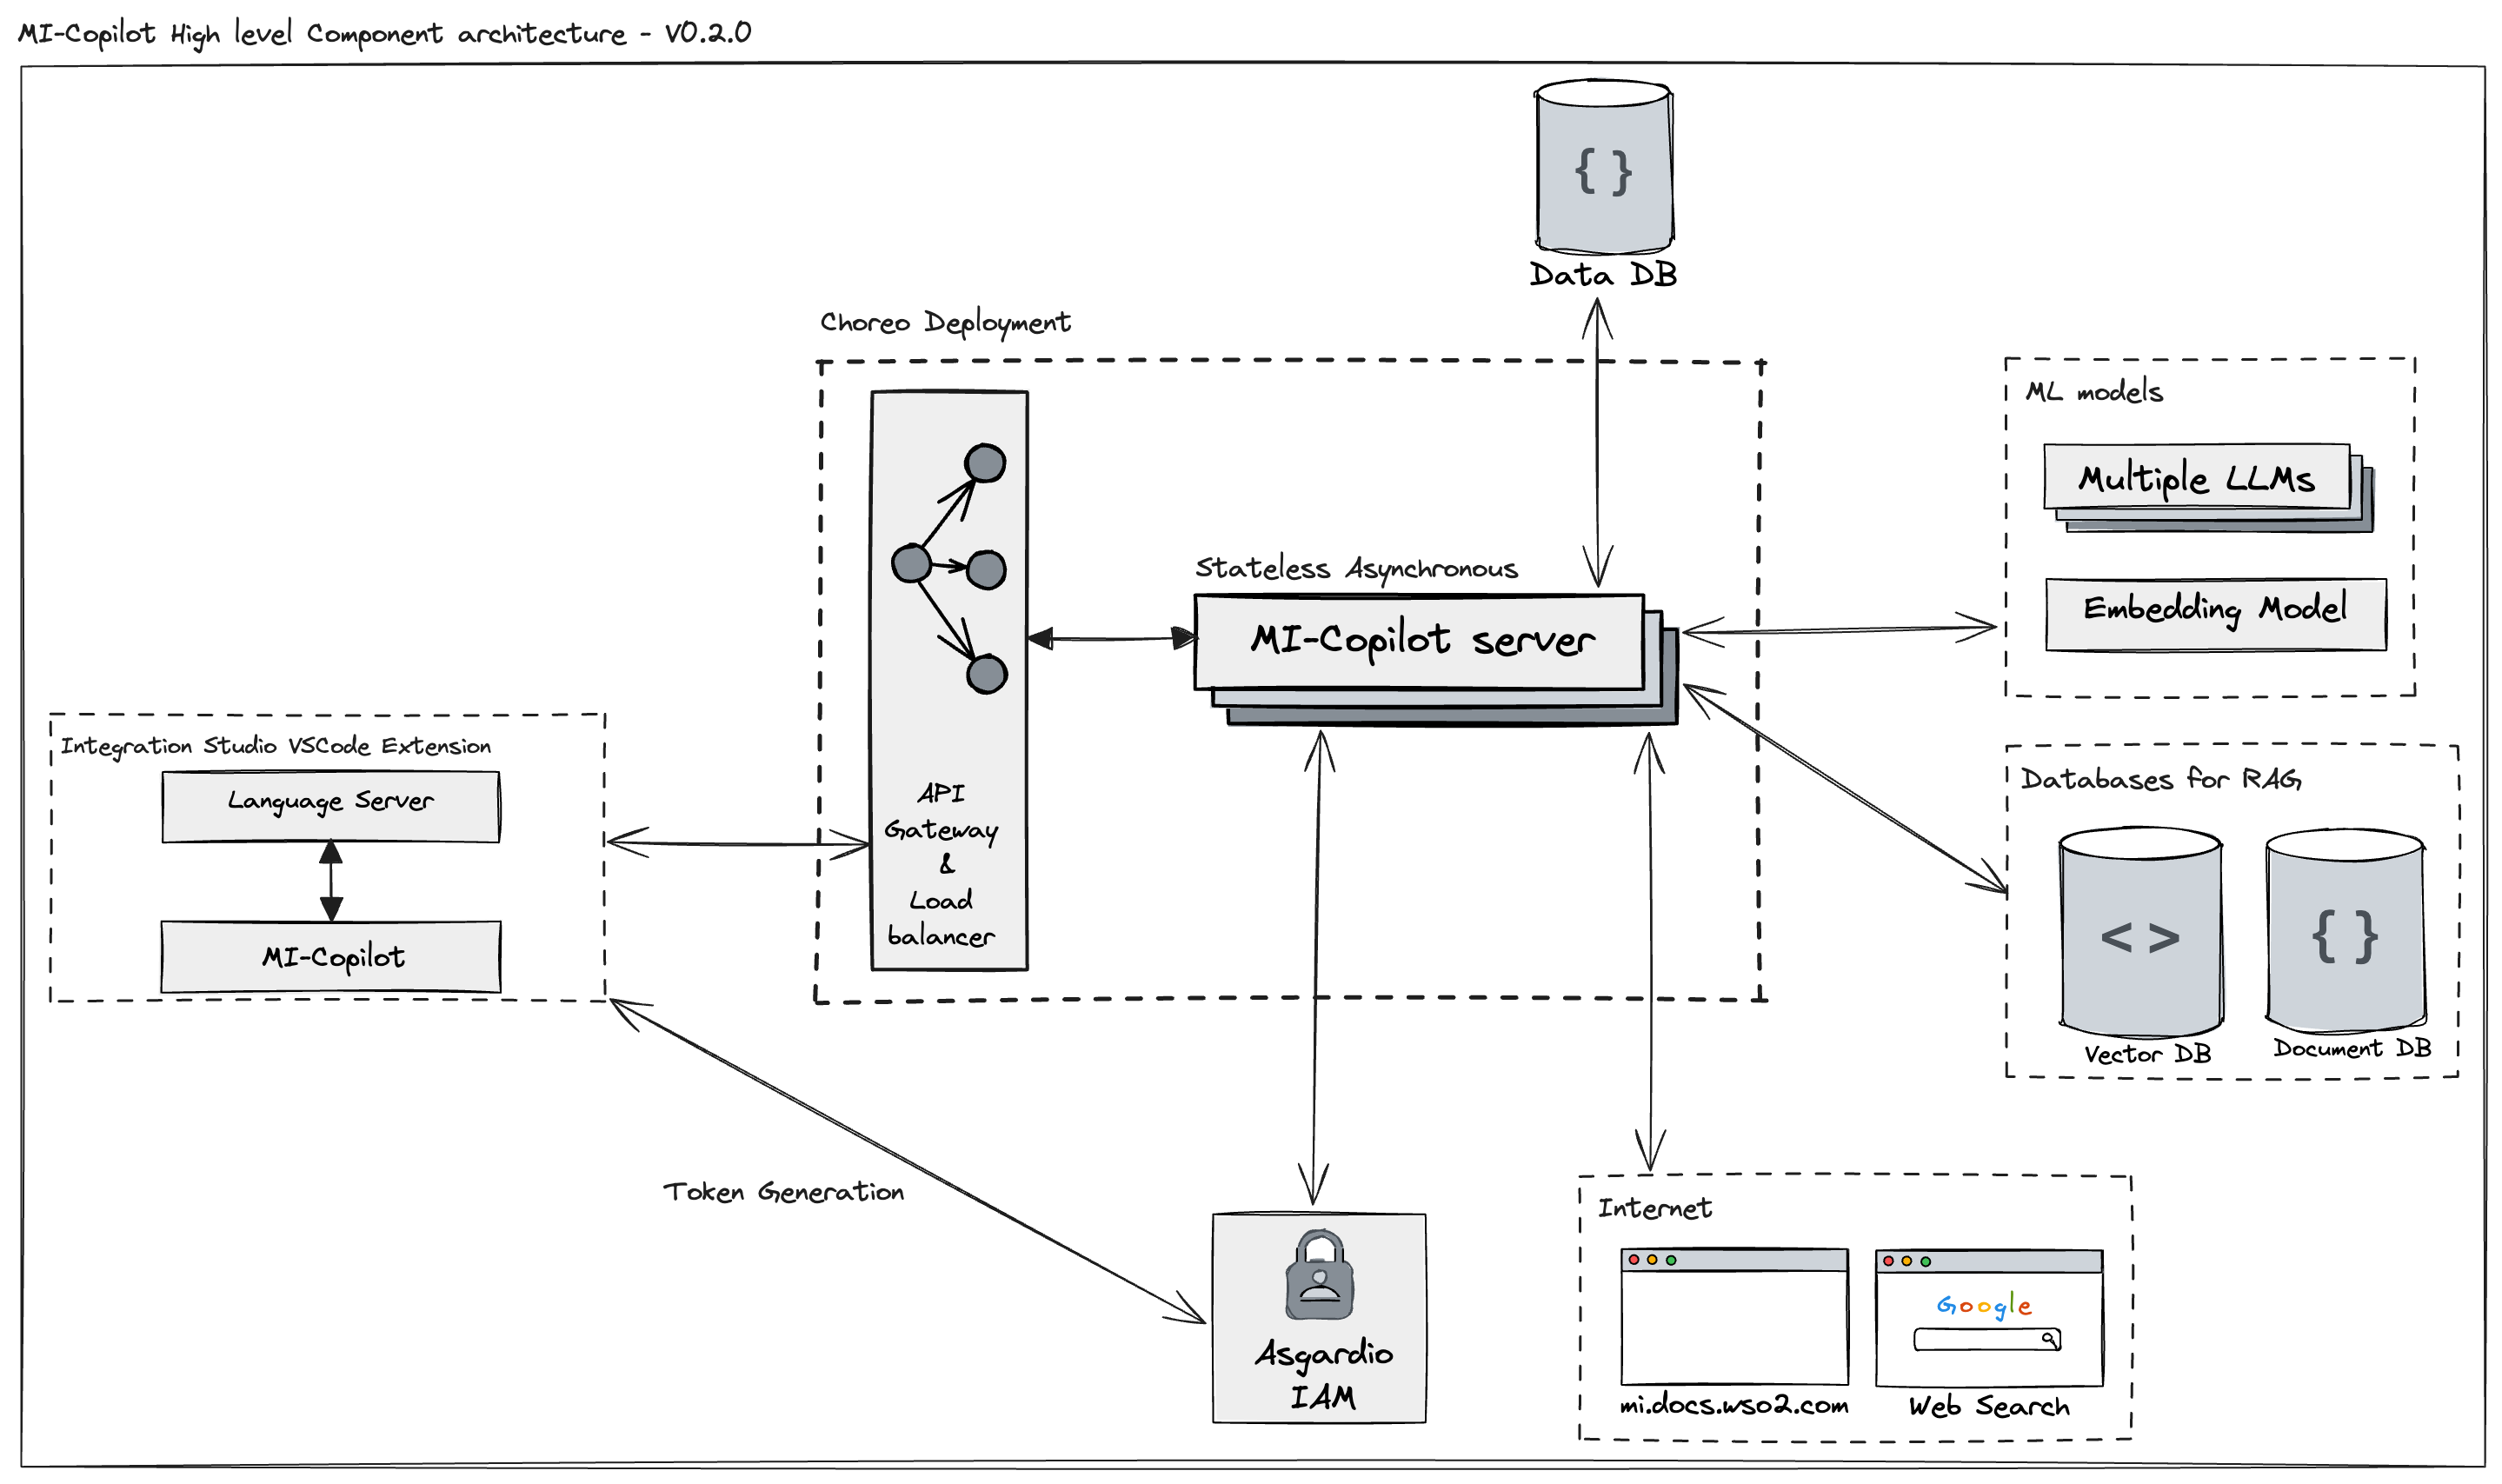 MI-Copilot High level Component architecture - V0.2.0
{ }
Data DB
Choreo Deployment
API
Gateway
&
Load
balancer
Stateless Asynchronous
MI-Copilot server
ML models
Multiple LLMs
Embedding Model
Integration Studio VSCode Extension
Language Server
MI-Copilot
Databases for RAG
< >
{ }
Vector DB
Document DB
Token Generation
Asgardio
IAM
Internet
Google
mi.docs.wso2.com
Web Search